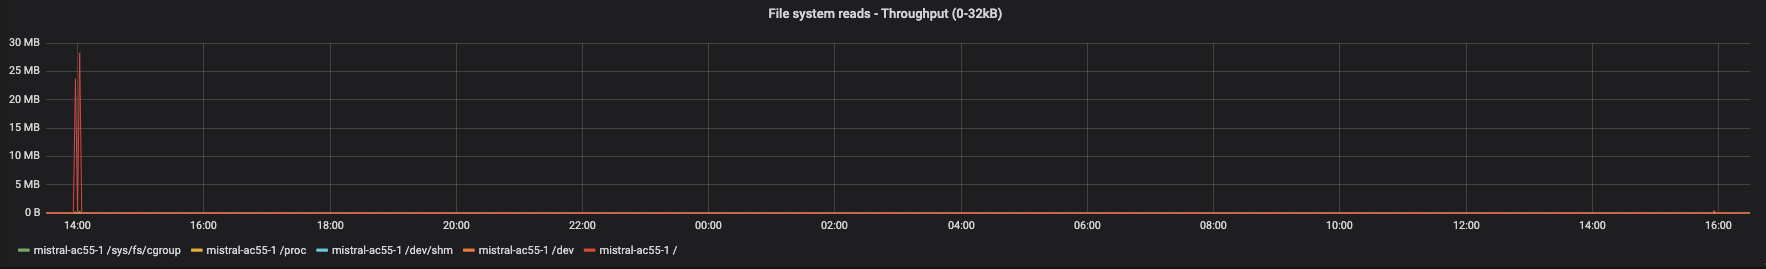 File system reads - Throughput (0-32kB)
30 MB
25 MB
20 MB
15 MB
10 MB
5 MB
0 B
14:00 16:00 18:00 20:00 22:00 00:00 02:00 04:00 06:00 08:00 10:00 12:00 14:00 16:00
mistral-ac55-1 /sys/fs/cgroup mistral-ac55-1 /proc mistral-ac55-1 /dev/shm mistral-ac55-1 /dev mistral-ac55-1 /